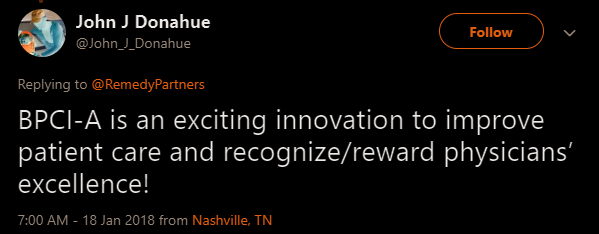 John J Donahue
@John_J_Donahue
Follow
Replying to @RemedyPartners
BPCI-A is an exciting innovation to improve
patient care and recognize/reward physicians’
excellence!
7:00 AM - 18 Jan 2018 from Nashville, TN